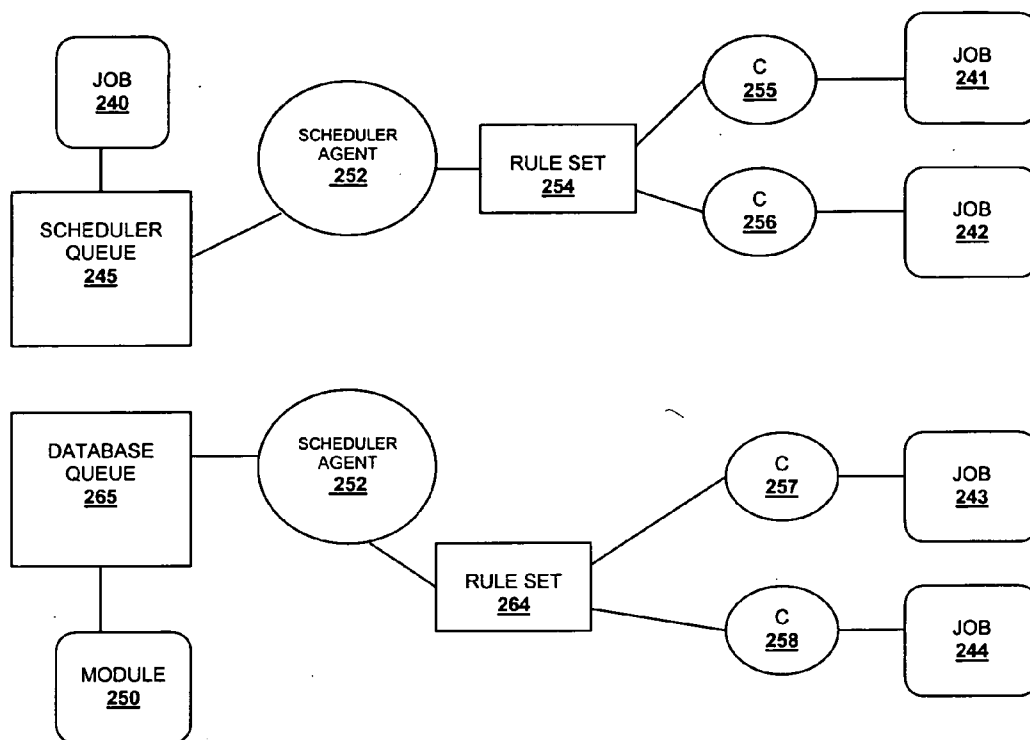 JOB
240
SCHEDULER
QUEUE
245
SCHEDULER
AGENT
252
RULE SET
254
C
255
JOB
241
C
256
JOB
242
DATABASE
QUEUE
265
MODULE
250
SCHEDULER
AGENT
252
RULE SET
264
C
257
JOB
243
C
258
JOB
244